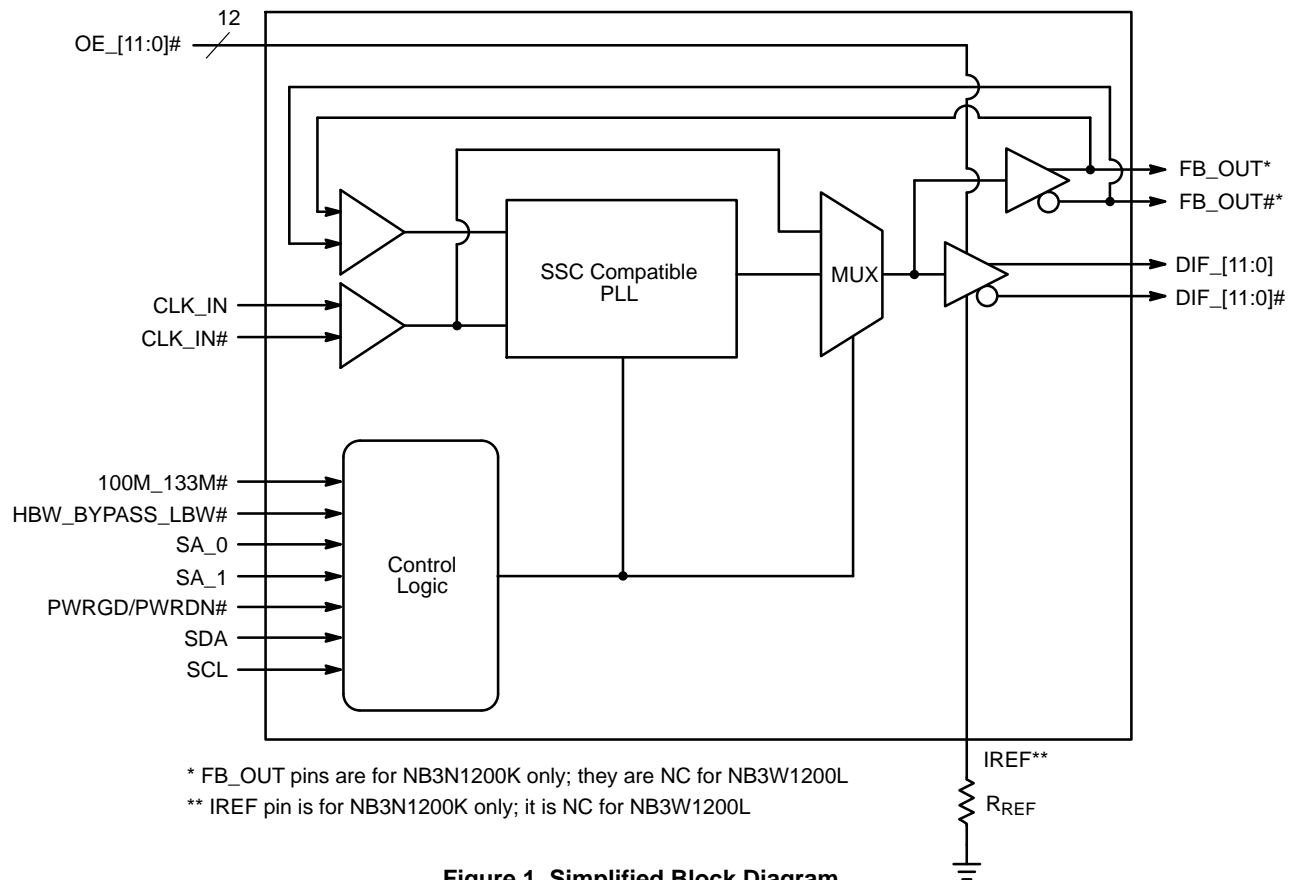 12
OE_[11:0]#
FB_OUT*
FB_OUT#*
SSC Compatible
PLL
MUX
DIF_[11:0]
DIF_[11:0]#
CLK_IN
CLK_IN#
100M_133M#
HBW_BYPASS_LBW#
SA_0
SA_1
PWRGD/PWRDN#
SDA
SCL
Control
Logic
IREF**
RREF
* FB_OUT pins are for NB3N1200K only; they are NC for NB3W1200L
** IREF pin is for NB3N1200K only; it is NC for NB3W1200L
Figure 1. Simplified Block Diagram